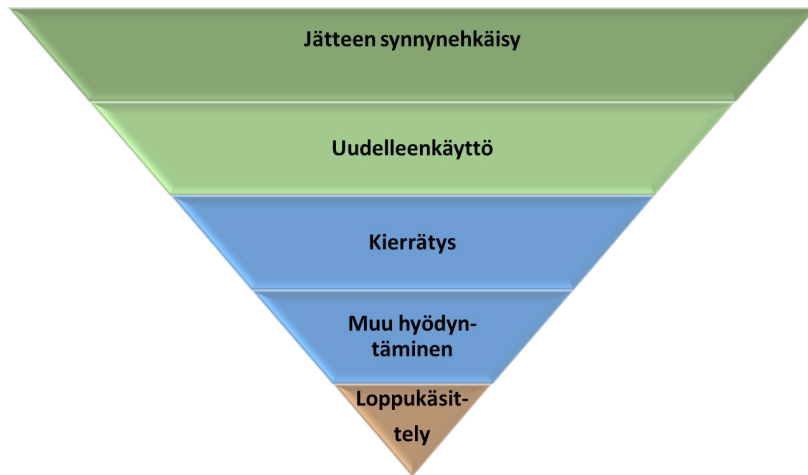 Jätteen synnynehkäisy
Uudelleenkäyttö
Kierrätys
Muu hyödyn-
täminen
Loppukäsit-
tely